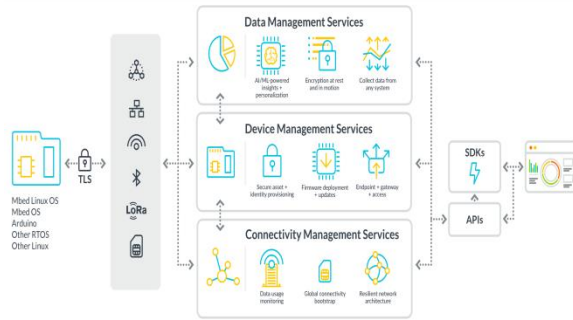 Data Management Services
AI/ML-powered
insights +
personalization
Encryption at rest
and in motion
Collect data from
any system
Device Management Services
Secure asset +
identity provisioning
Firmware deployment
+ updates
Endpoint + gateway
+ access
Connectivity Management Services
Data-usage
monitoring
Global connectivity
bootstrap
Resilient network
architecture
TLS
Mbed Linux OS
Mbed OS
Arduino
Other RTOS
Other Linux
LoRa
SDKs
APIs